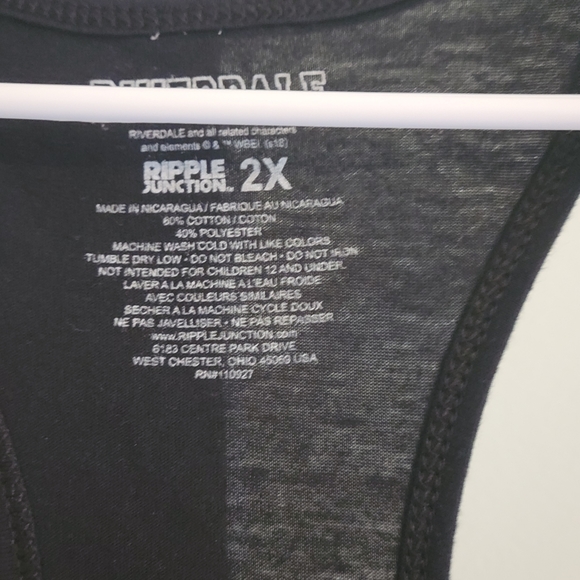 RIVERDALE
RIVERDALE and all related characters
and elements © & ™ WBEI. (s18)
RIPPLE
JUNCTION™ 2X
MADE IN NICARAGUA / FABRIQUE AU NICARAGUA
60% COTTON / COTON
40% POLYESTER
MACHINE WASH COLD WITH LIKE COLORS
TUMBLE DRY LOW - DO NOT BLEACH - DO NOT IRON
NOT INTENDED FOR CHILDREN 12 AND UNDER.
LAVER A LA MACHINE A L'EAU FROIDE
AVEC COULEURS SIMILAIRES
SECHER A LA MACHINE CYCLE DOUX
NE PAS JAVELLISER - NE PAS REPASSER
www.RIPPLEJUNCTION.com
6183 CENTRE PARK DRIVE
WEST CHESTER, OHIO 45069 USA
RN#110927